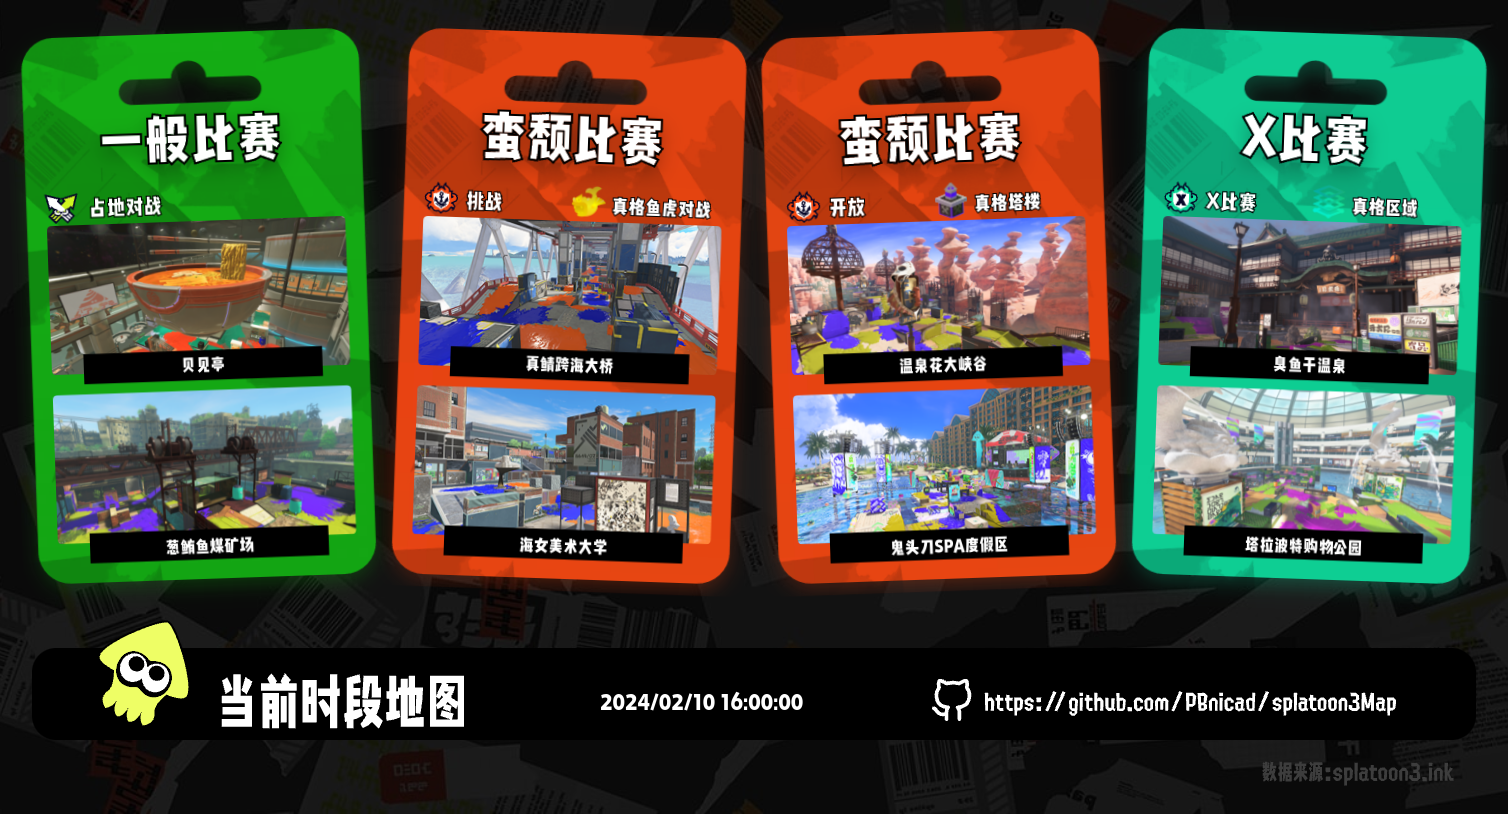 一般比赛
占地对战
贝见亭
葱鲔鱼煤矿场
蛮颓比赛
挑战
真格鱼虎对战
真鲭跨海大桥
海女美术大学
蛮颓比赛
开放
真格塔楼
温泉花大峡谷
鬼头刀SPA度假区
X比赛
X比赛
真格区域
臭鱼干温泉
塔拉波特购物公园
当前时段地图
2024/02/10 16:00:00
https://github.com/PBnicad/splatoon3Map
数据来源:splatoon3.ink